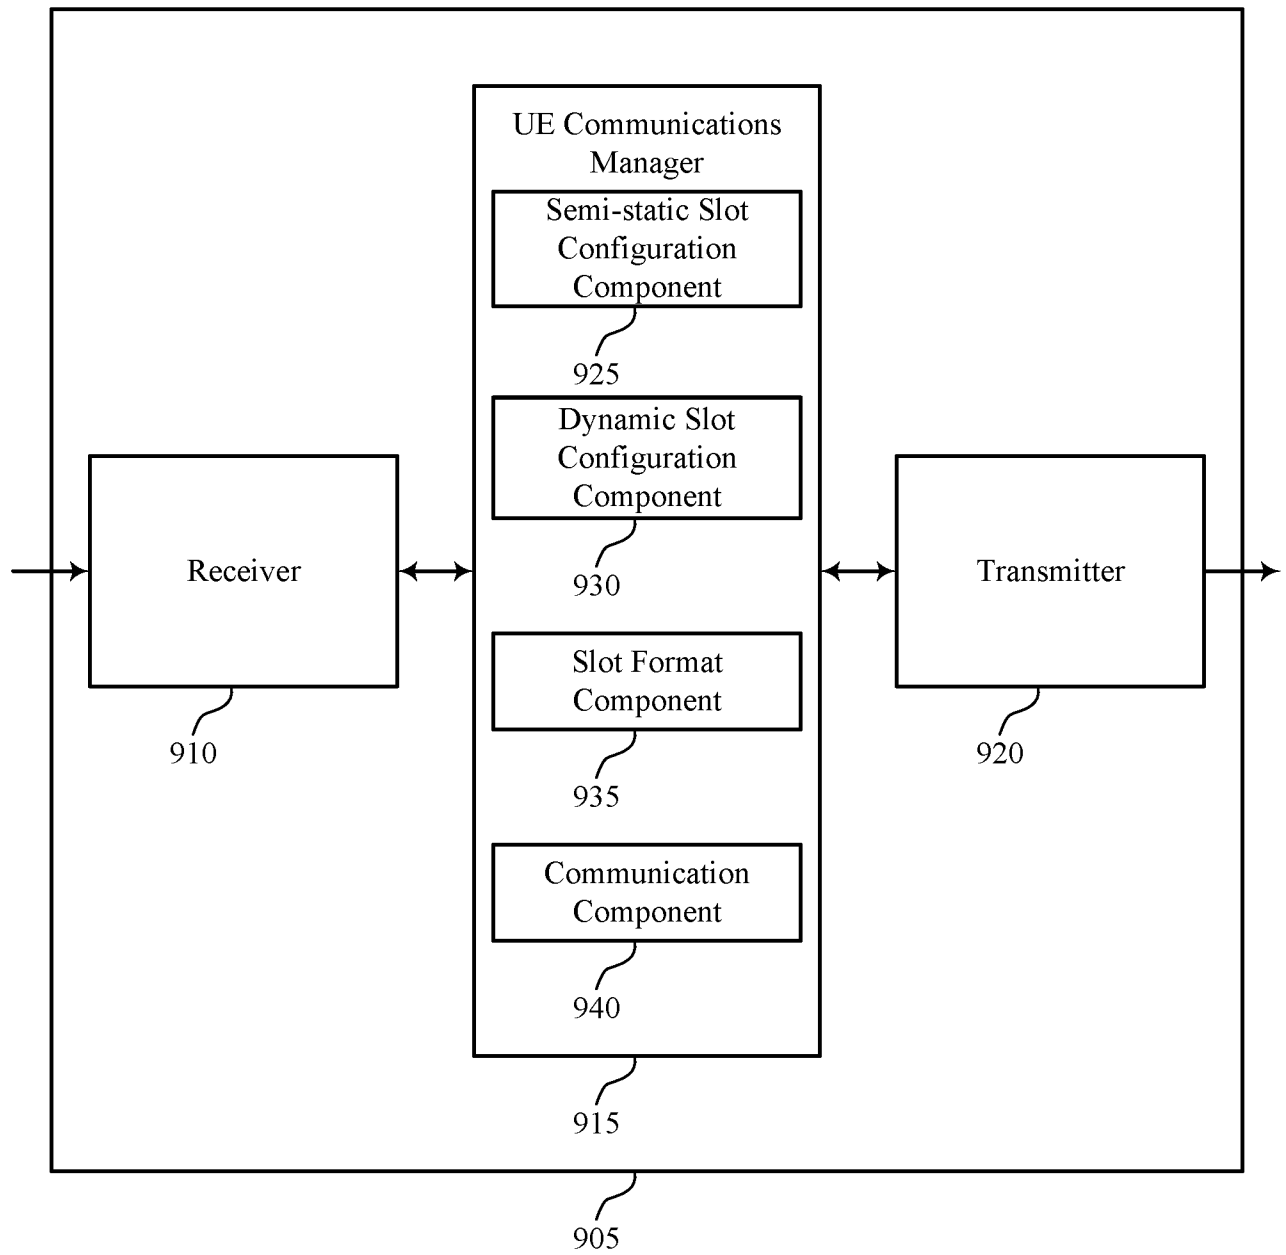 UE Communications
Manager
Semi-static Slot
Configuration
Component
925
Dynamic Slot
Configuration
Component
930
Receiver
910
Slot Format
Component
935
Communication
Component
940
915
Transmitter
920
905